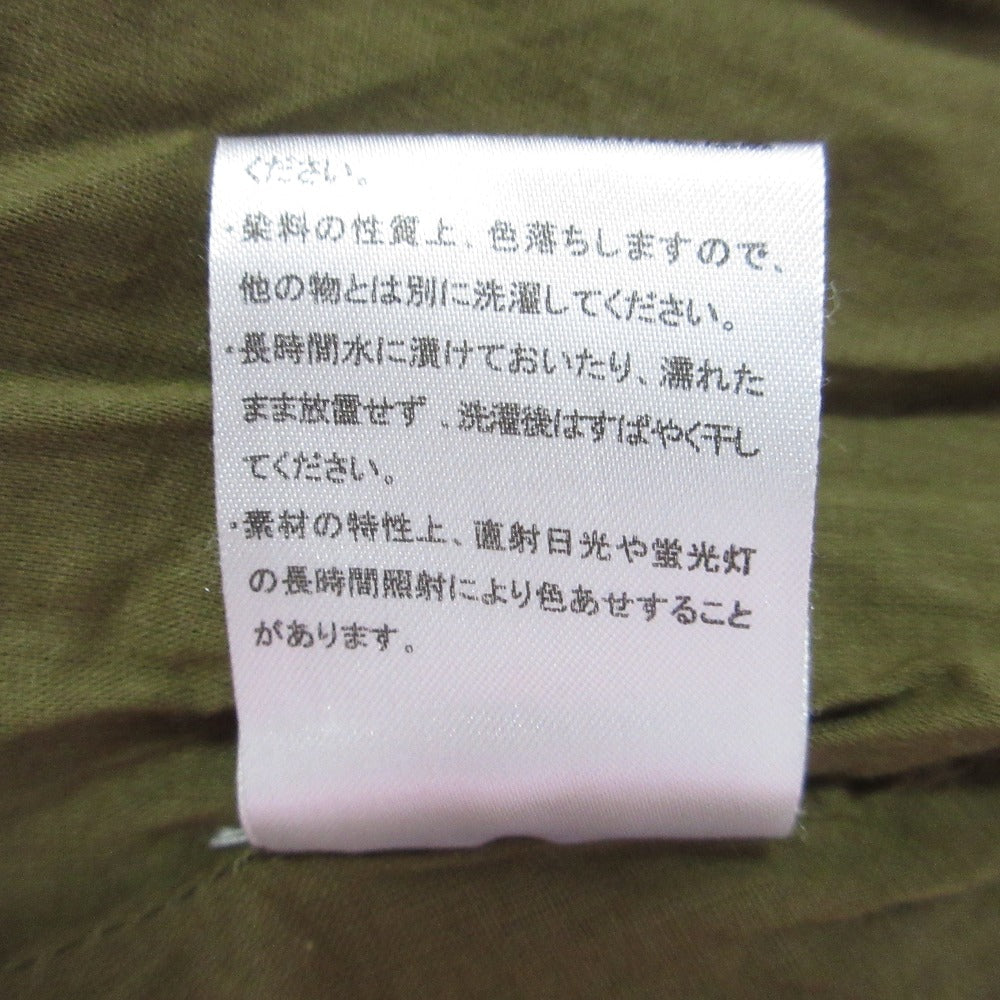 ください。
・染料の性質上、色落ちしますので、
他の物とは別に洗濯してください。
・長時間水に漬けておいたり、濡れた
まま放置せず、洗濯後はすばやく干し
てください。
・素材の特性上、直射日光や蛍光灯
の長時間照射により色あせすること
があります。